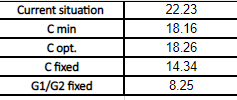 Current situation 22.23
C min 18.16
C opt. 18.26
C fixed 14.34
G1/G2 fixed 8.25